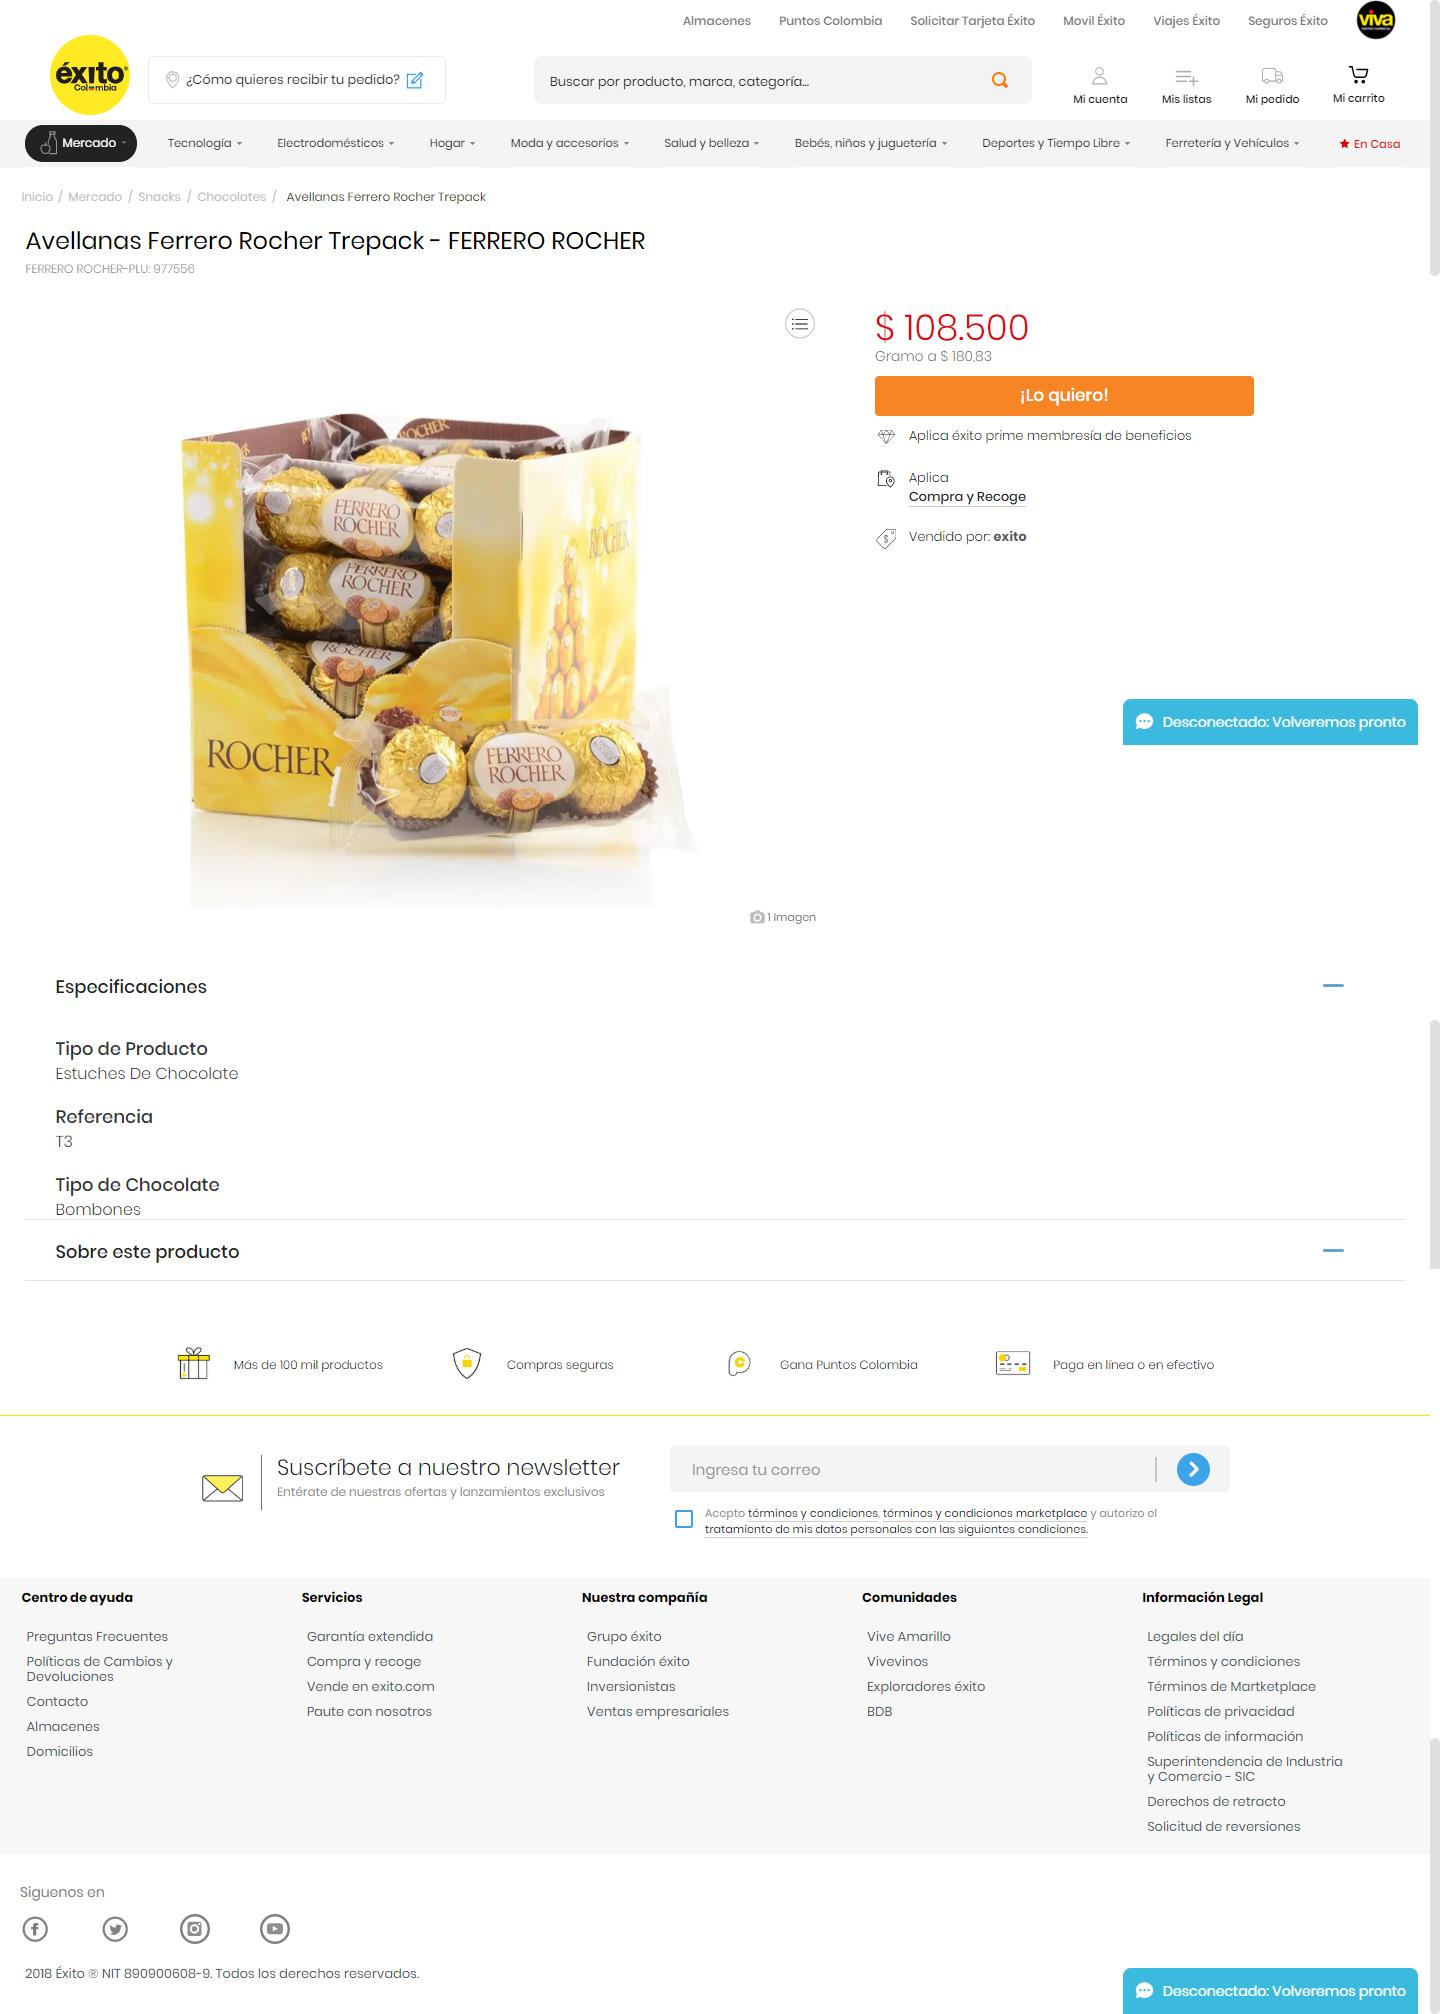 Almacenes Puntos Colombia Solicitar Tarjeta Éxito Movil Éxito Viajes Éxito Seguros Éxito viva
éxito
Colombia
¿Cómo quieres recibir tu pedido?
Buscar por producto, marca, categoría...
Mi cuenta Mis listas Mi pedido Mi carrito
Mercado Tecnología Electrodomésticos Hogar Moda y accesorios Salud y belleza Bebés, niños y juguetería Deportes y Tiempo Libre Ferretería y Vehículos En Casa
Inicio / Mercado / Snacks / Chocolates / Avellanas Ferrero Rocher Trepack
Avellanas Ferrero Rocher Trepack - FERRERO ROCHER
FERRERO ROCHER-PLU: 977556
$ 108.500
Gramo a $ 180,83
¡Lo quiero!
Aplica éxito prime membresía de beneficios
Aplica
Compra y Recoge
Vendido por: exito
ROCHER
FERRERO
ROCHER
ROCHER
FERRERO
ROCHER
FERRERO
ROCHER
FERRERO
ROCHER
Desconectado: Volveremos pronto
1 Imagen
Especificaciones
Tipo de Producto
Estuches De Chocolate
Referencia
T3
Tipo de Chocolate
Bombones
Sobre este producto
Más de 100 mil productos Compras seguras Gana Puntos Colombia Paga en línea o en efectivo
Suscríbete a nuestro newsletter
Entérate de nuestras ofertas y lanzamientos exclusivos
Ingresa tu correo
Acepto términos y condiciones, términos y condiciones marketplace y autorizo el
tratamiento de mis datos personales con las siguientes condiciones.
Centro de ayuda
Preguntas Frecuentes
Políticas de Cambios y
Devoluciones
Contacto
Almacenes
Domicilios
Servicios
Garantía extendida
Compra y recoge
Vende en exito.com
Paute con nosotros
Nuestra compañía
Grupo éxito
Fundación éxito
Inversionistas
Ventas empresariales
Comunidades
Vive Amarillo
Vivevinos
Exploradores éxito
BDB
Información Legal
Legales del día
Términos y condiciones
Términos de Martketplace
Políticas de privacidad
Políticas de información
Superintendencia de Industria
y Comercio - SIC
Derechos de retracto
Solicitud de reversiones
Siguenos en
2018 Éxito ® NIT 890900608-9. Todos los derechos reservados.
Desconectado: Volveremos pronto